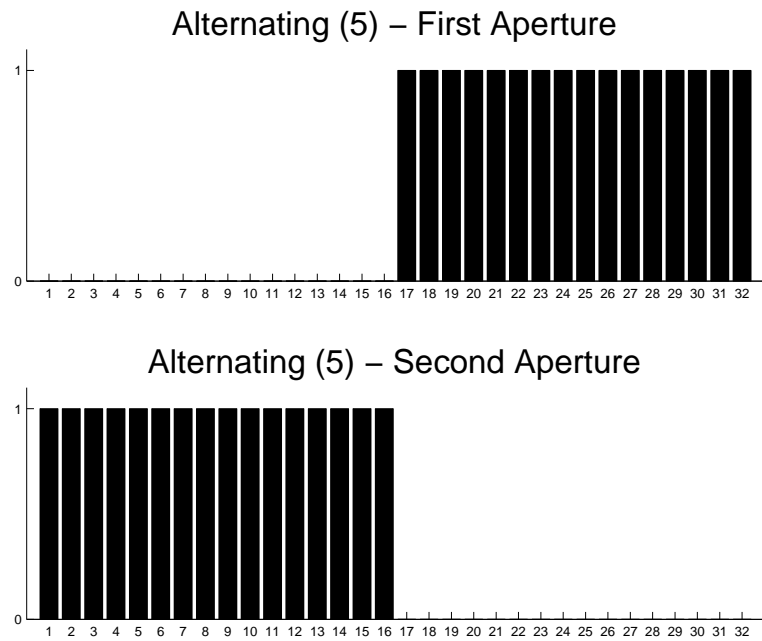 Alternating (5) – First Aperture
1
0
1 2 3 4 5 6 7 8 9 10 11 12 13 14 15 16 17 18 19 20 21 22 23 24 25 26 27 28 29 30 31 32
Alternating (5) – Second Aperture
1
0
1 2 3 4 5 6 7 8 9 10 11 12 13 14 15 16 17 18 19 20 21 22 23 24 25 26 27 28 29 30 31 32